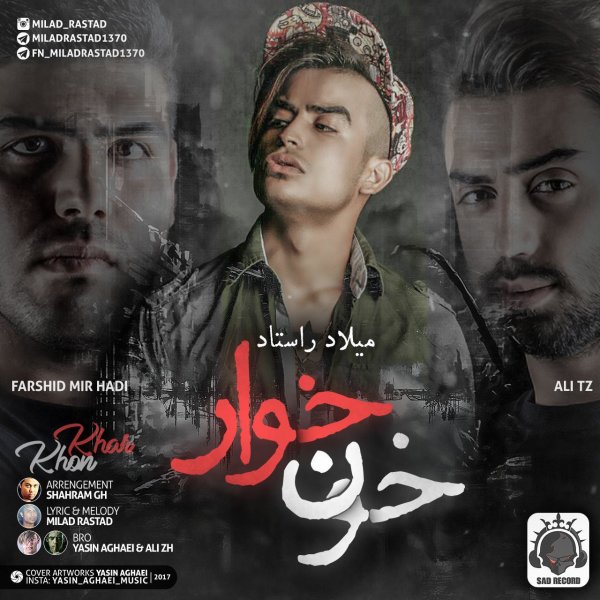 MILAD_RASTAD
MILADRASTAD1370
FN_MILADRASTAD1370
میلاد راستاد
FARSHID MIR HADI
ALI TZ
خون خوار
Khon Khar
ARRENGEMENT
SHAHRAM GH
LYRIC & MELODY
MILAD RASTAD
BRO
YASIN AGHAEI & ALI ZH
COVER ARTWORKS YASIN AGHAEI
INSTA: YASIN_AGHAEI_MUSIC | 2017
SAD RECORD